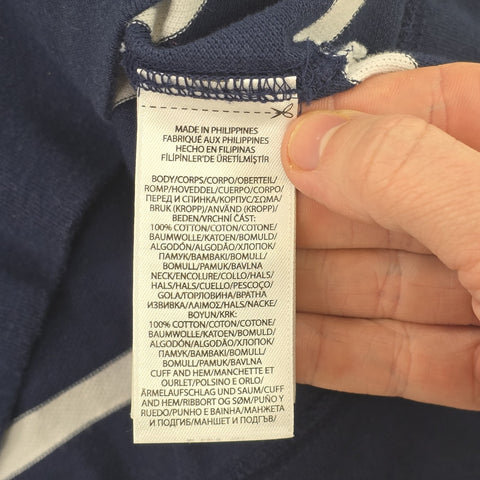 MADE IN PHILIPPINES
FABRIQUÉ AUX PHILIPPINES
HECHO EN FILIPINAS
FİLİPİNLER'DE ÜRETİLMİŞTİR
BODY/CORPS/CORPO/OBERTEIL/
ROMP/HOVEDDEL/CUERPO/CORPO/
ПЕРЕД И СПИНКА/КОРПУС/ΣΩΜΑ/
BRUK (KROPP)/ANVÄND (KROPP)/
BEDEN/VRCHNÍ ČÁST:
100% COTTON/COTON/COTONE/
BAUMWOLLE/KATOEN/BOMULD/
ALGODÓN/ALGODÃO/ХЛОПОК/
ПАМУК/BAMBAKI/BOMULL/
BOMULL/PAMUK/BAVLNA
NECK/ENCOLURE/COLLO/HALS/
HALS/HALS/CUELLO/PESCOÇO/
GOLA/ГОРЛОВИНА/ВРАТНА
ИЗВИВКА/ΛΑΙΜΟΣ/HALS/NACKE/
BOYUN/KRK:
100% COTTON/COTON/COTONE/
BAUMWOLLE/KATOEN/BOMULD/
ALGODÓN/ALGODÃO/ХЛОПОК/
ПАМУК/BAMBAKI/BOMULL/
BOMULL/PAMUK/BAVLNA
CUFF AND HEM/MANCHETTE ET
OURLET/POLSINO E ORLO/
ÄRMELAUFSCHLAG UND SAUM/CUFF
AND HEM/RIBBORT OG SØM/PUÑO Y
RUEDO/PUNHO E BAINHA/МАНЖЕТА
И ПОДГИБ/МАНШЕТ И ПОДГЪВ/